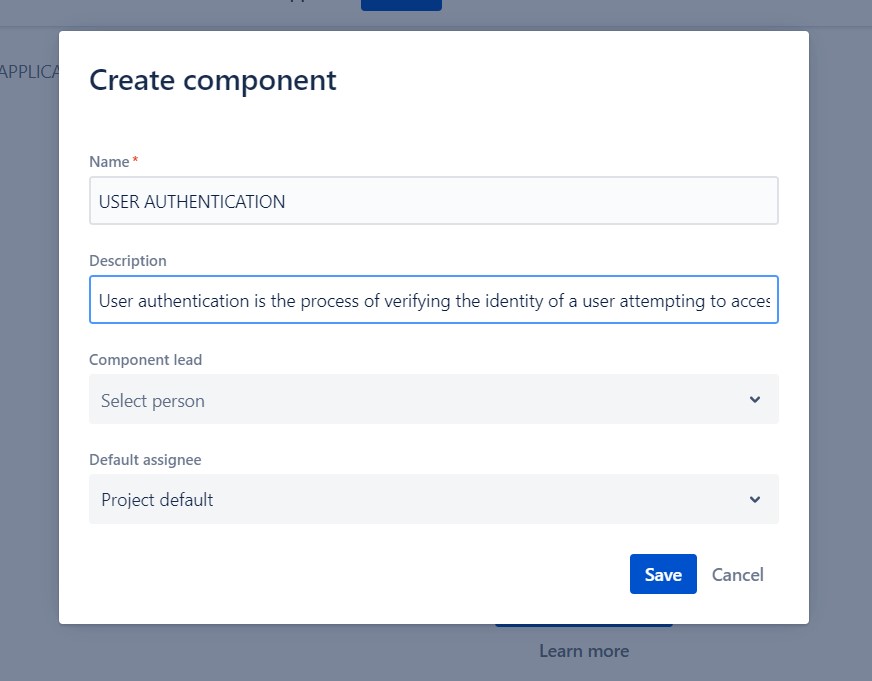 APPLICA
Create component
Name*
USER AUTHENTICATION
Description
User authentication is the process of verifying the identity of a user attempting to acces
Component lead
Select person
Default assignee
Project default
Save Cancel
Learn more